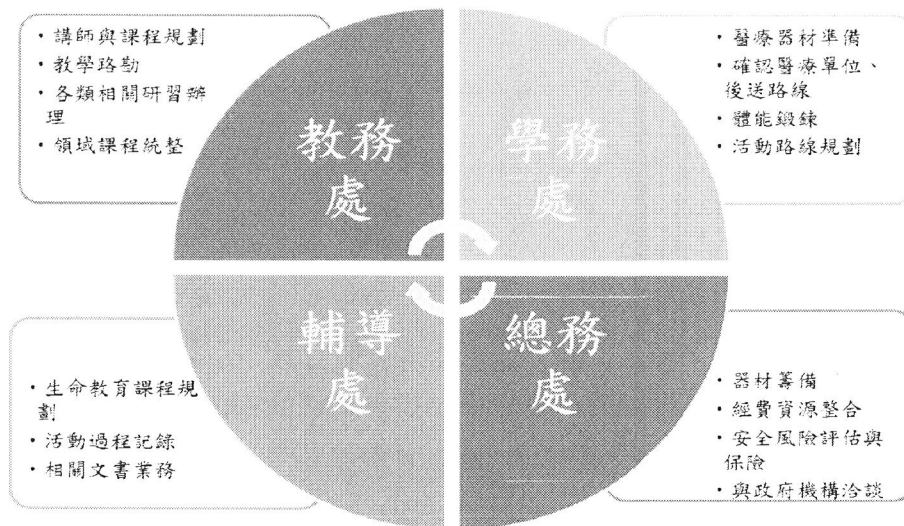 ・講師與課程規劃
・教學路勘
・各類相關研習辦
理
・領域課程統整
教務
處
學務
處
・醫療器材準備
・確認醫療單位、
後送路線
・體能鍛鍊
・活動路線規劃
・生命教育課程規
劃
・活動過程記錄
・相關文書業務
輔導
處
總務
處
・器材籌備
・經費資源整合
・安全風險評估與
保險
・與政府機構洽談